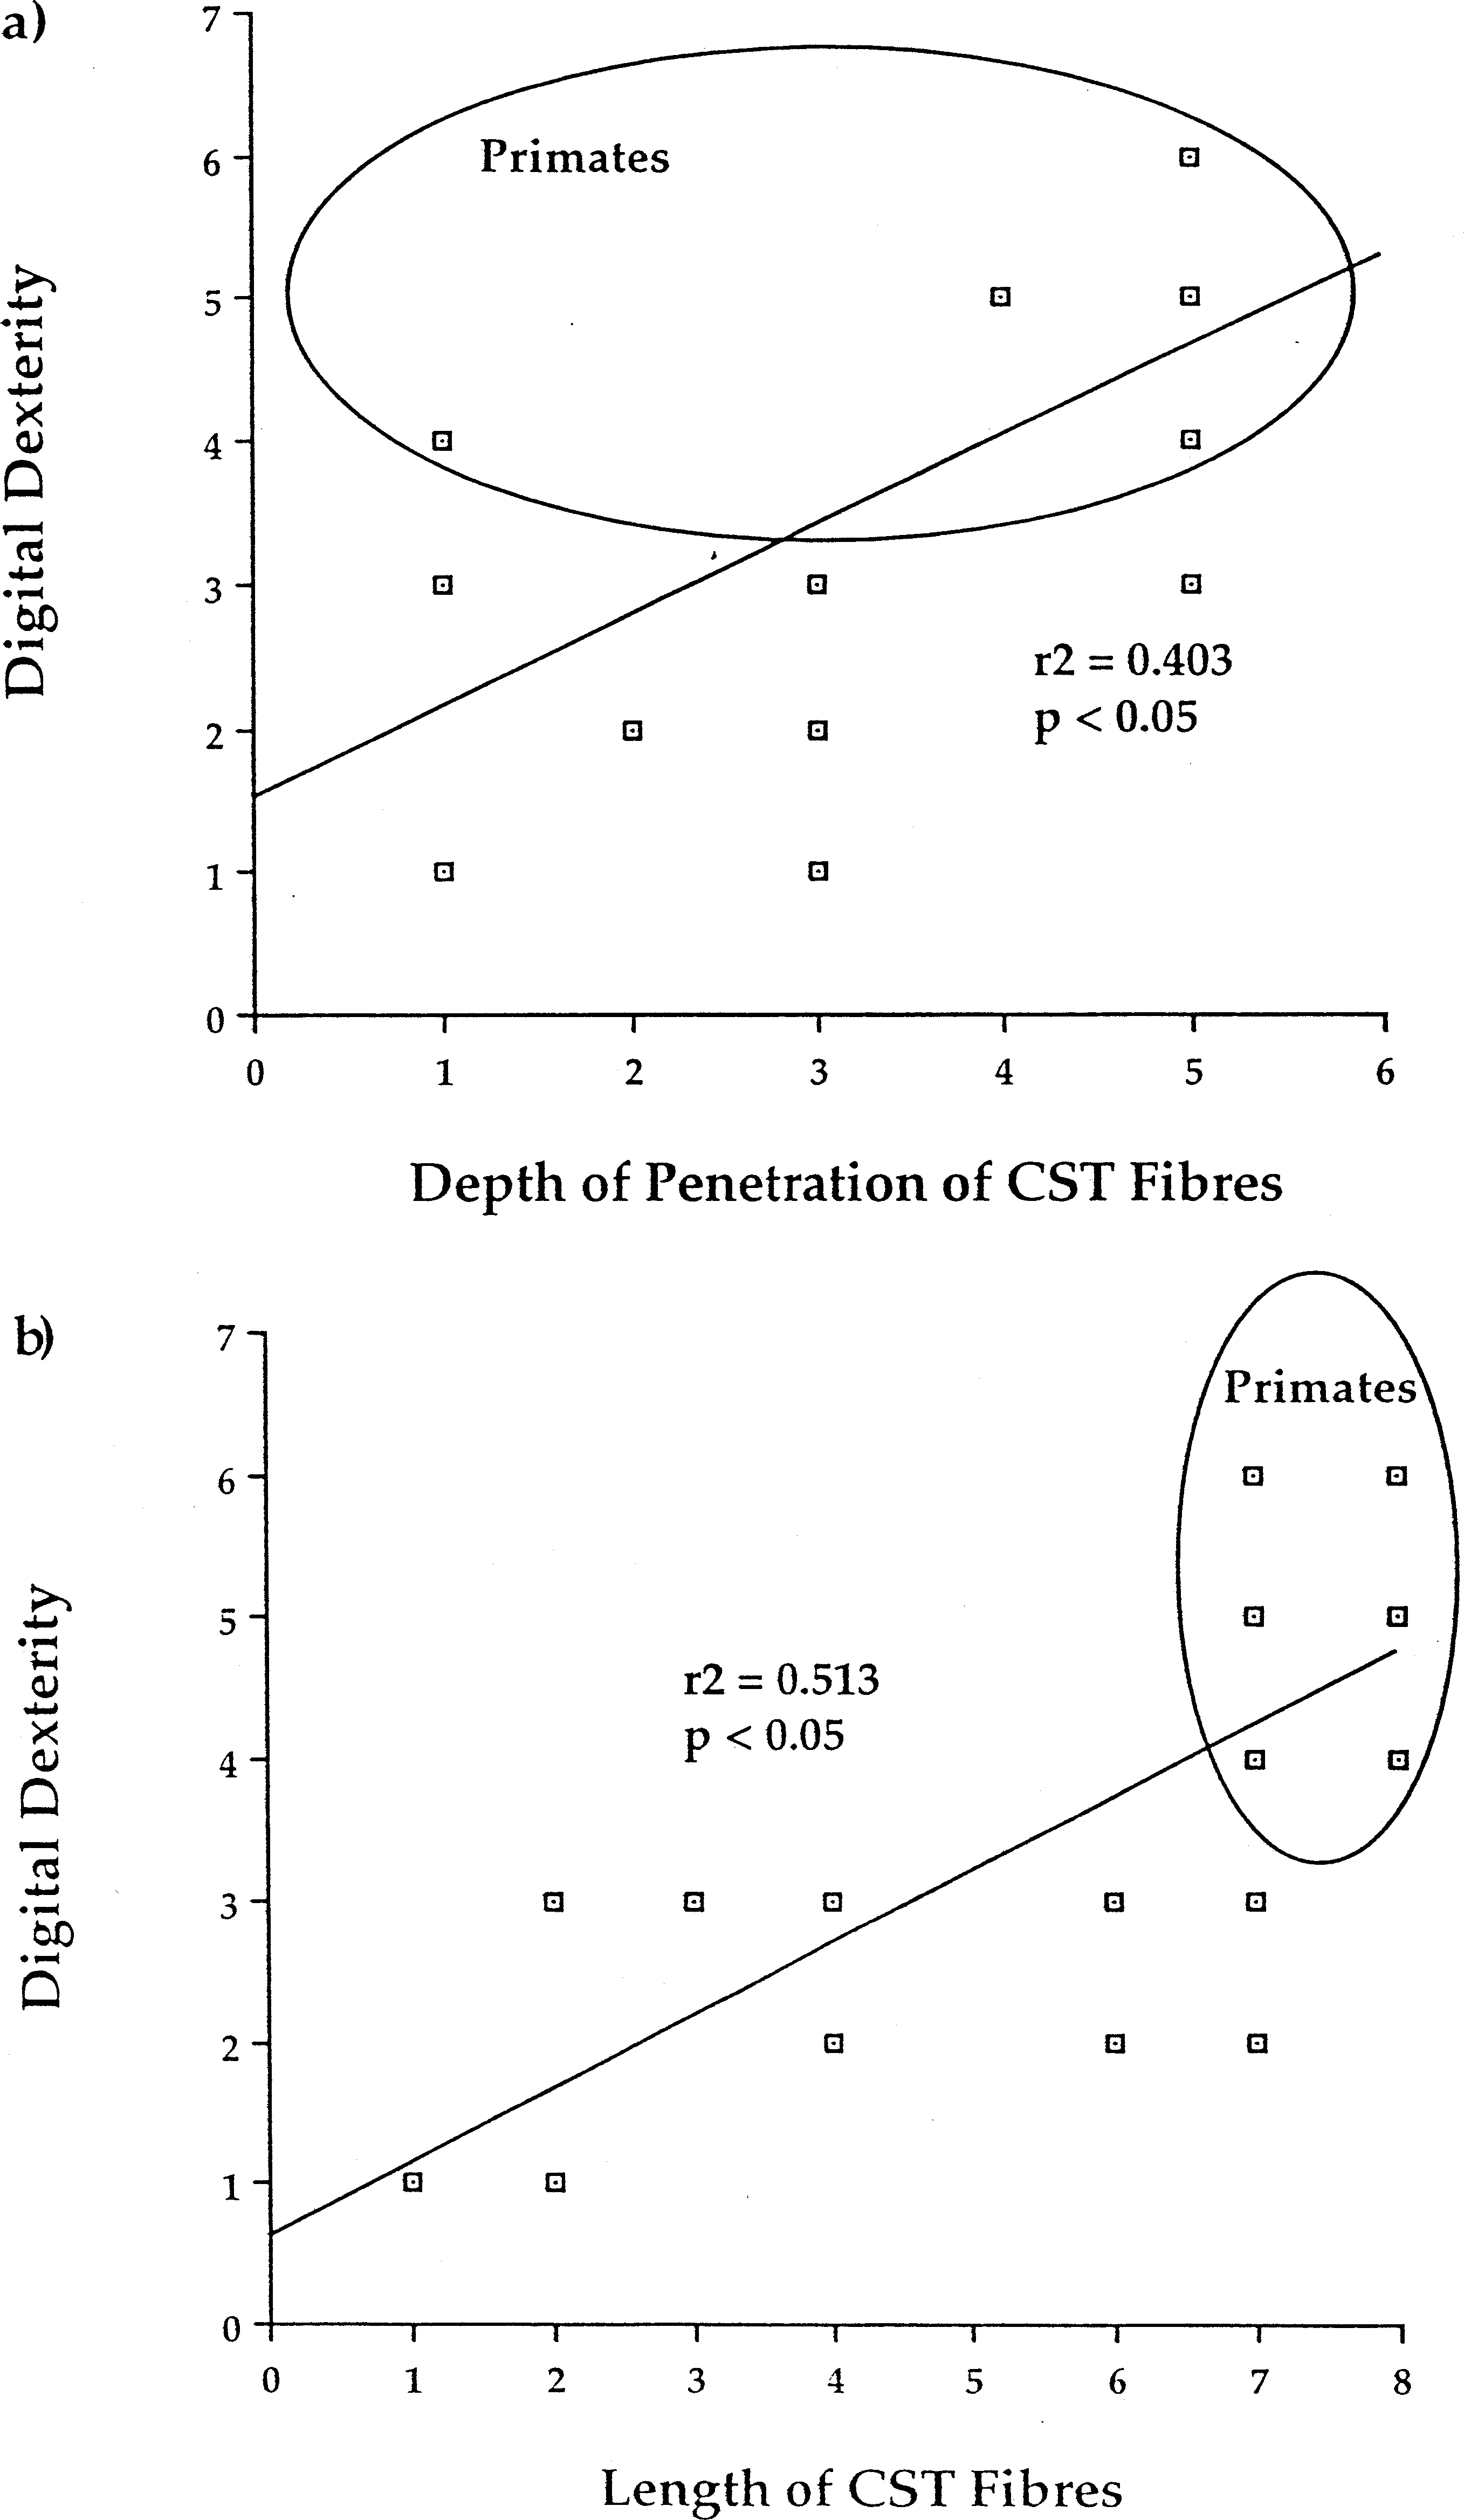 a)
7
6
5
4
3
2
1
0
Digital Dexterity
Primates
r2 = 0.403
p < 0.05
0 1 2 3 4 5 6
Depth of Penetration of CST Fibres
b)
7
6
5
4
3
2
1
0
Digital Dexterity
Primates
r2 = 0.513
p < 0.05
0 1 2 3 4 5 6 7 8
Length of CST Fibres